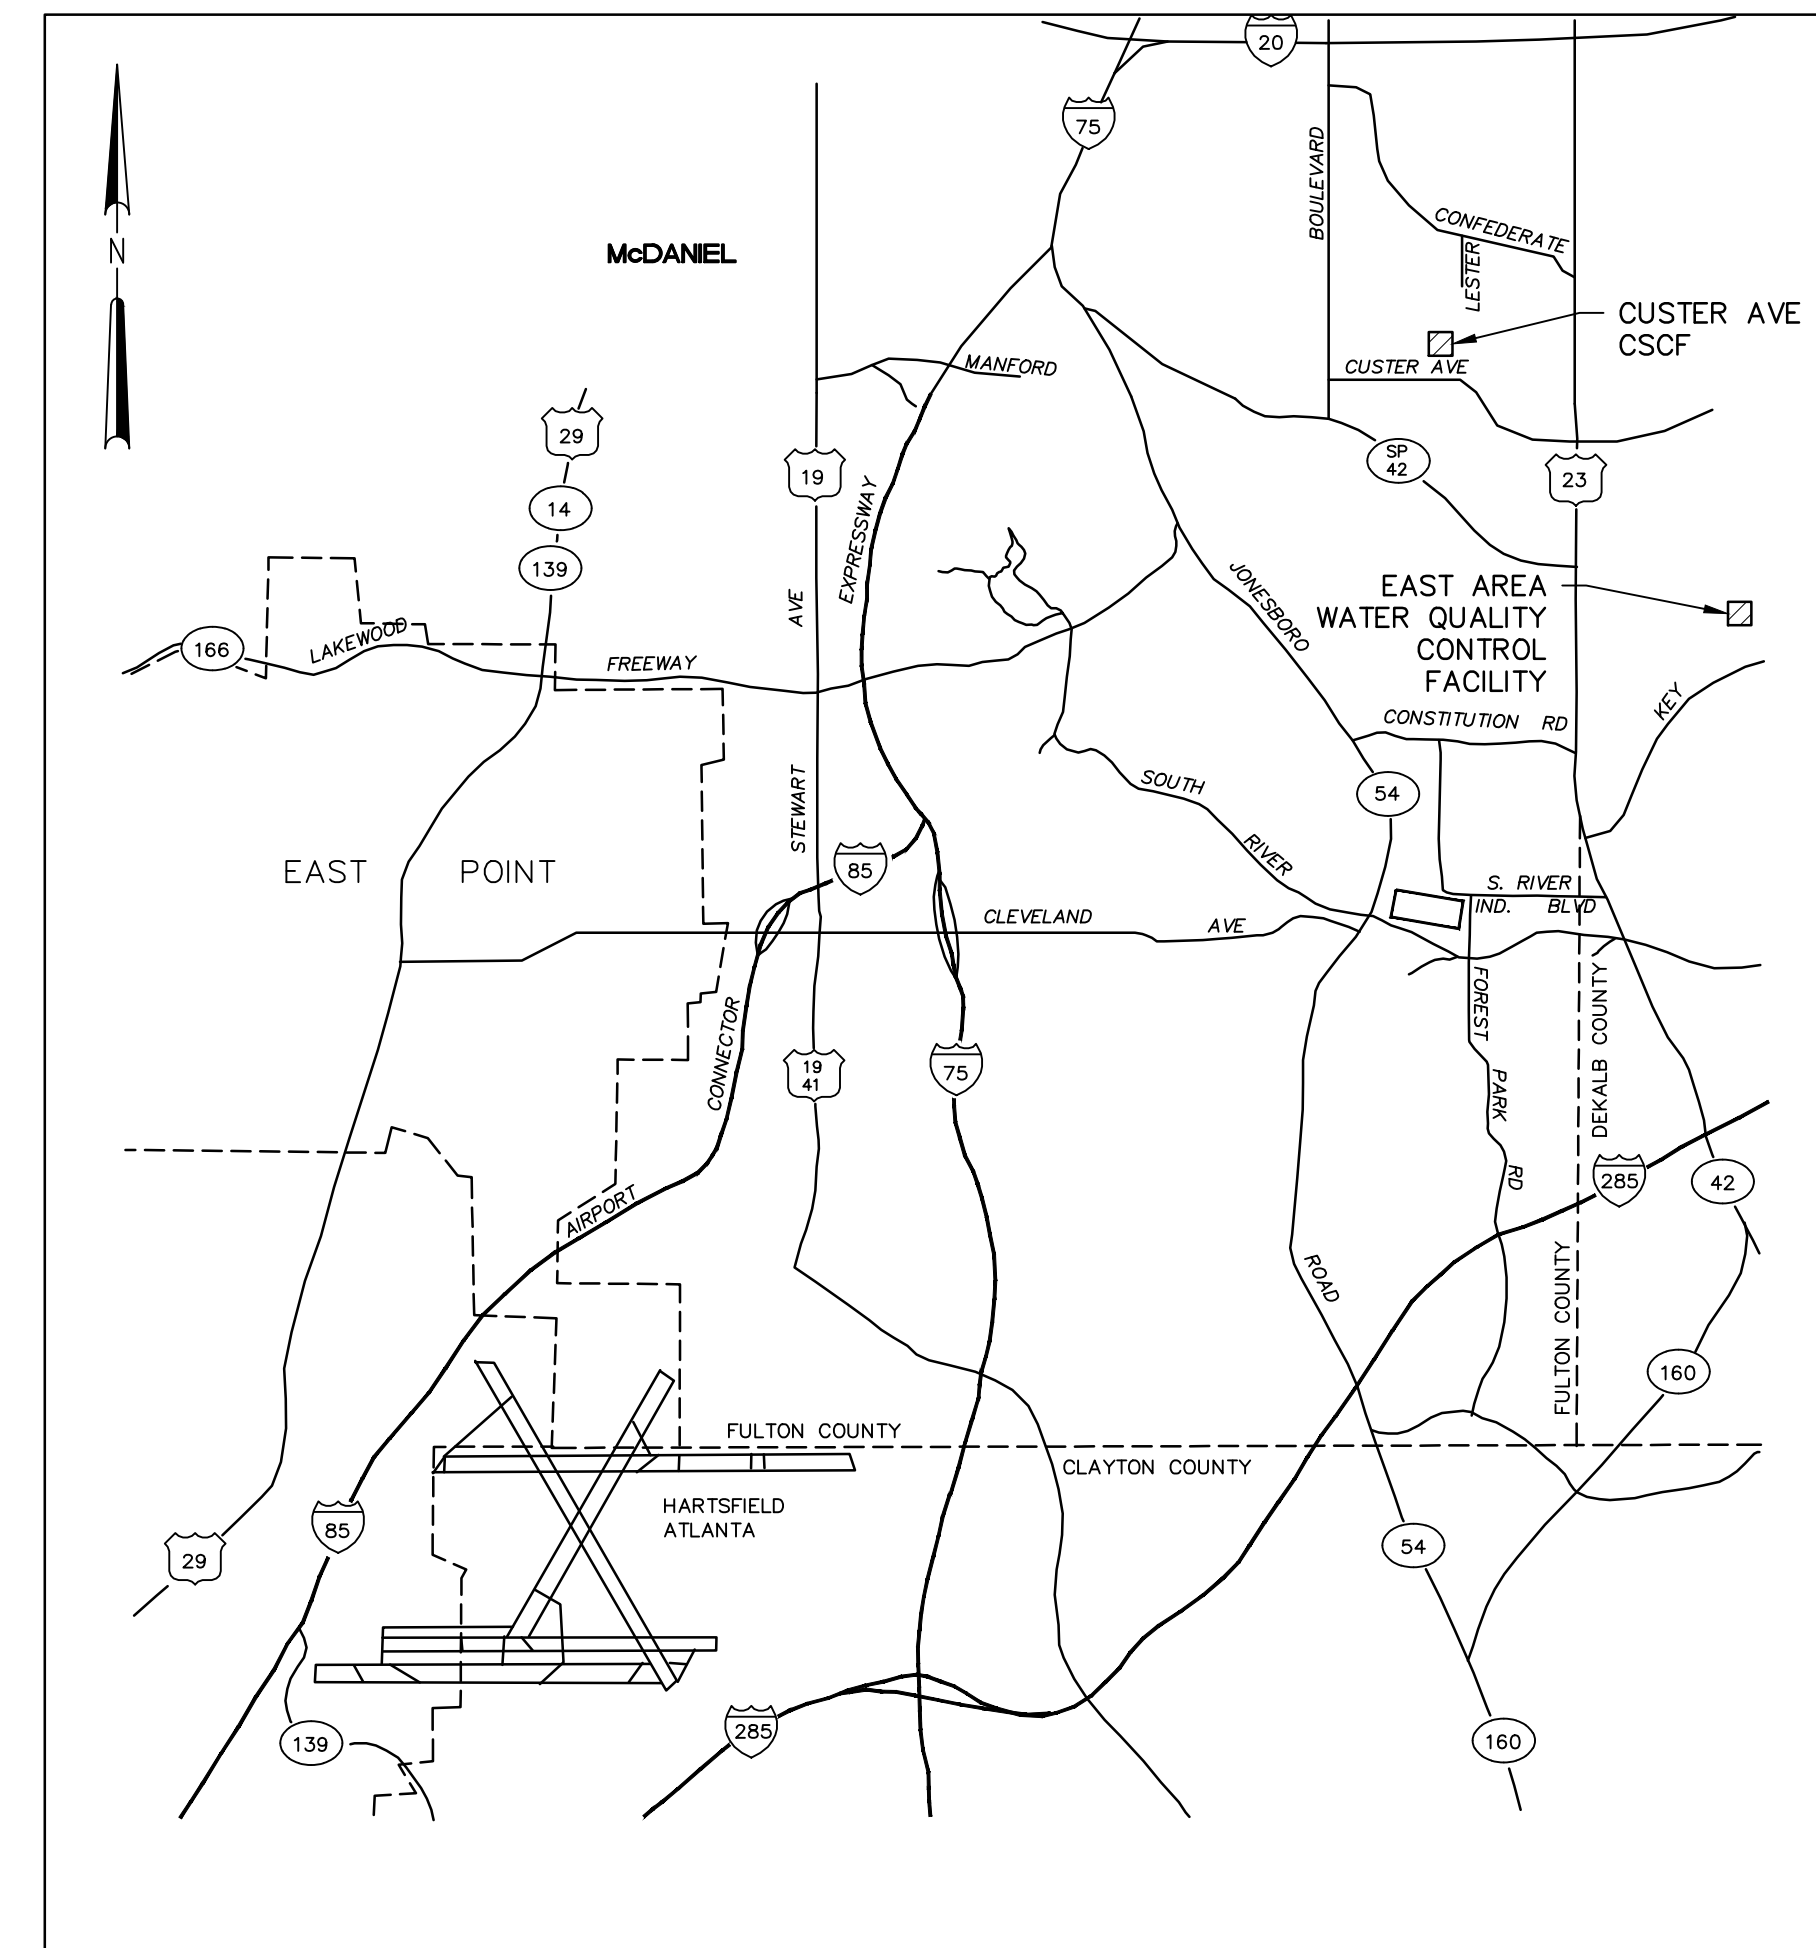 20
75
BOULEVARD
CONFEDERATE
LESTER
N
McDANIEL
CUSTER AVE
CSCF
CUSTER AVE
MANFORD
29
19
SP
42
23
14
EXPRESSWAY
139
AVE
JONESBORO
EAST AREA
WATER QUALITY
CONTROL
FACILITY
166
LAKEWOOD
FREEWAY
KEY
CONSTITUTION RD
SOUTH
54
STEWART
RIVER
EAST POINT
85
S. RIVER
IND. BLVD
CLEVELAND
AVE
FOREST
DEKALB COUNTY
CONNECTOR
19
41
75
PARK
285
42
RD
AIRPORT
ROAD
FULTON COUNTY
160
FULTON COUNTY
CLAYTON COUNTY
HARTSFIELD
ATLANTA
85
29
54
285
139
160